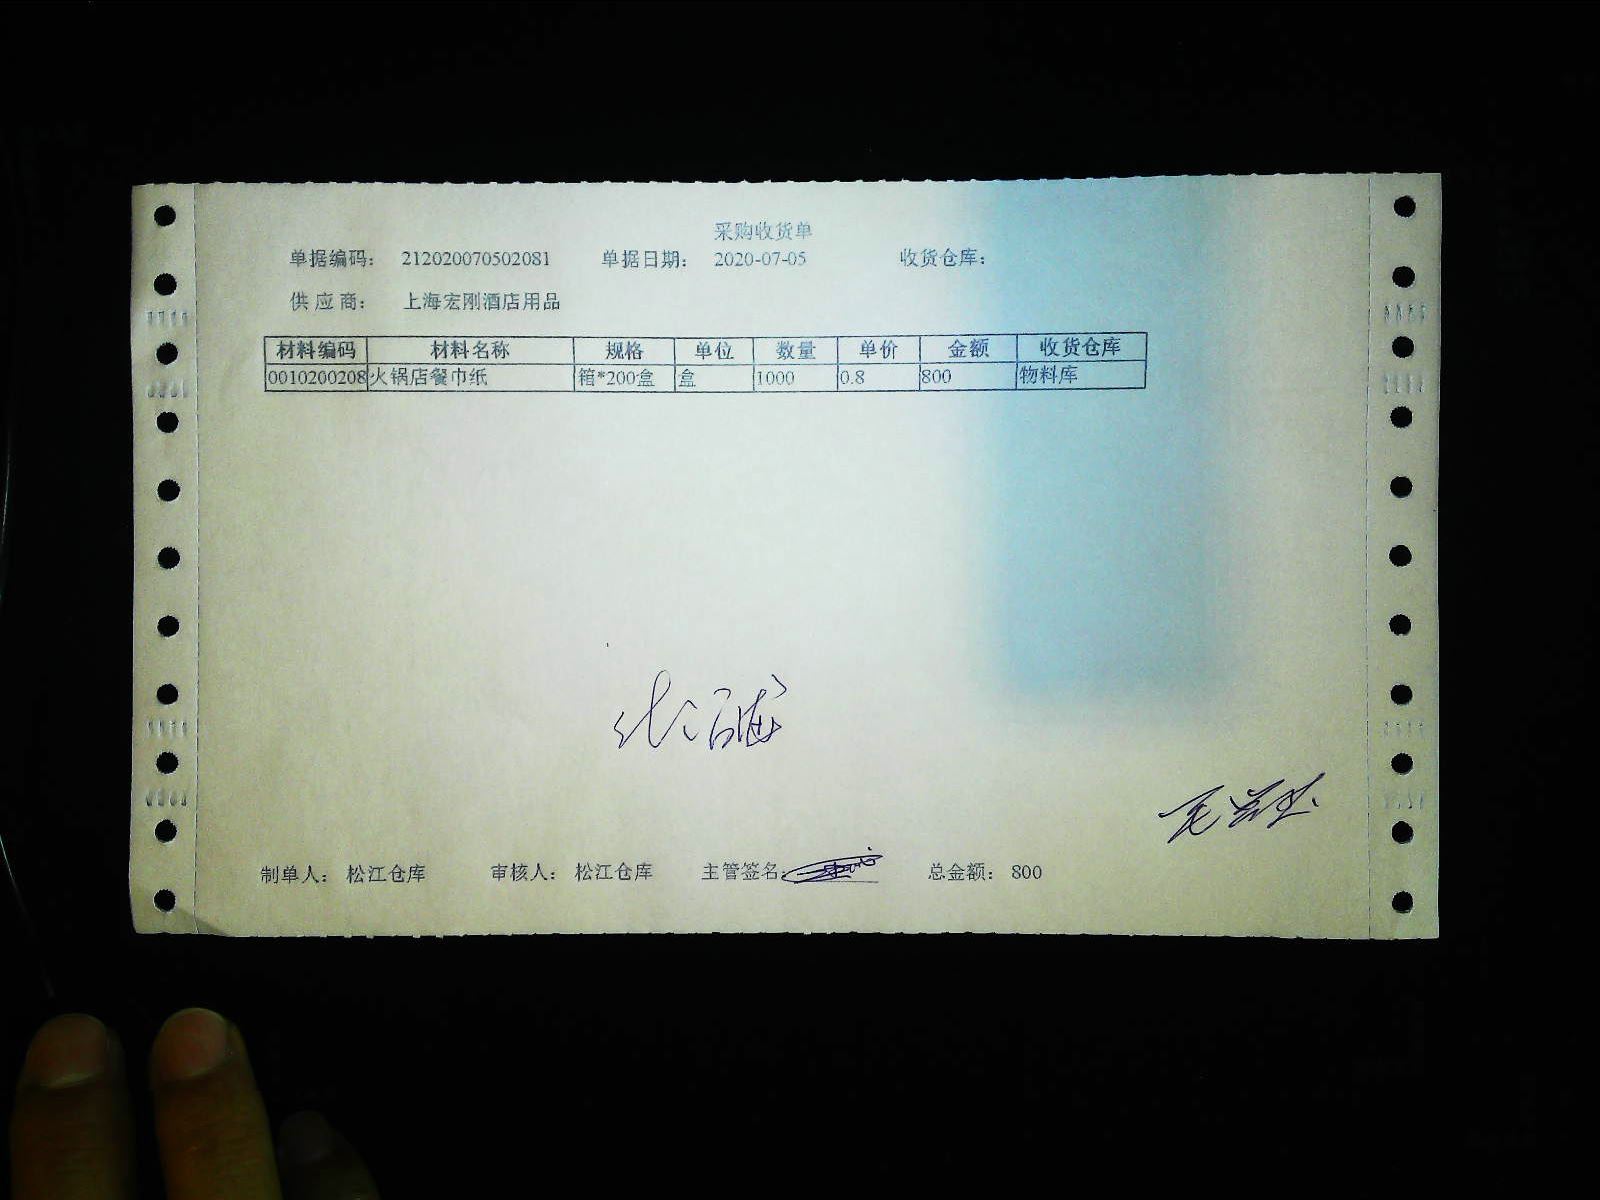 采购收货单
单据编码： 212020070502081 单据日期： 2020-07-05 收货仓库：
供 应 商： 上海宏刚酒店用品
材料编码 材料名称 规格 单位 数量 单价 金额 收货仓库
0010200208 火锅店餐巾纸 箱*200盒 盒 1000 0.8 800 物料库
制单人： 松江仓库 审核人： 松江仓库 主管签名： 总金额： 800